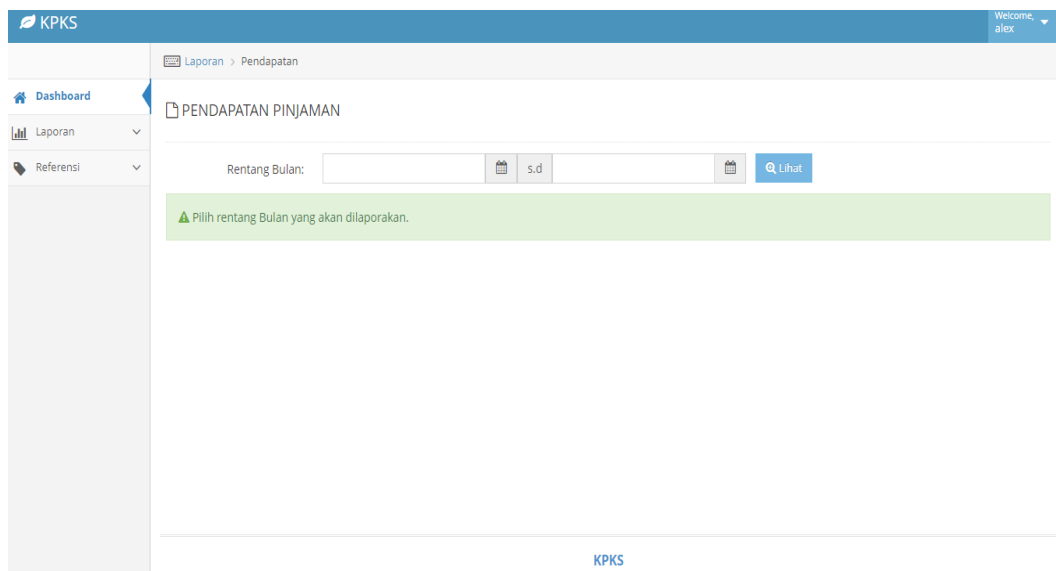 KPKS
Welcome,
alex
Laporan > Pendapatan
Dashboard
Laporan
Referensi
PENDAPATAN PINJAMAN
Rentang Bulan: s.d Lihat
Pilih rentang Bulan yang akan dilaporakan.
KPKS